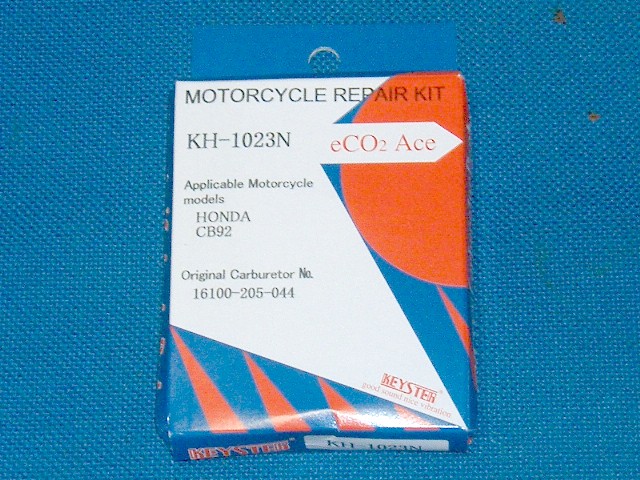 MOTORCYCLE REPAIR KIT
KH-1023N
eCO2 Ace
Applicable Motorcycle
models
HONDA
CB92
Original Carburetor No.
16100-205-044
KEYSTER
good sound nice vibration
KEYSTER
KH-1023N